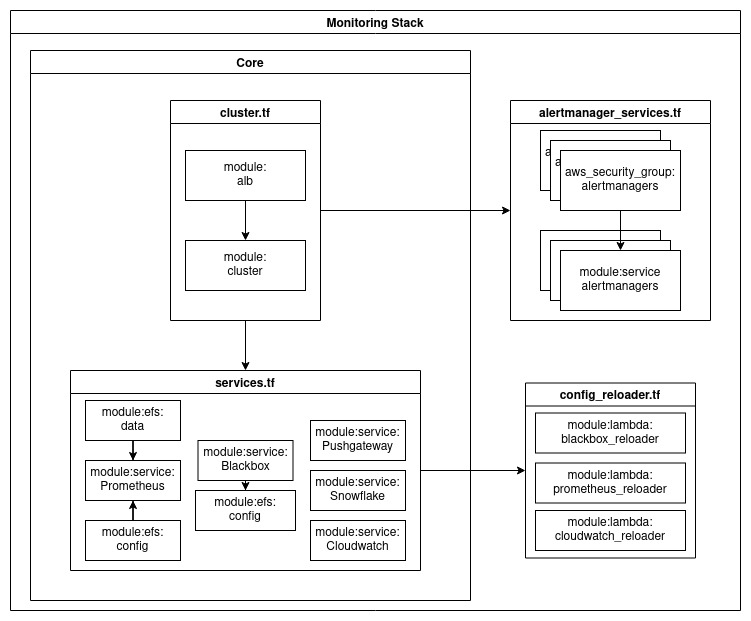 Monitoring Stack
Core
cluster.tf
module:
alb
module:
cluster
alertmanager_services.tf
a
a
aws_security_group:
alertmanagers
module:service
alertmanagers
services.tf
module:efs:
data
module:service:
Prometheus
module:efs:
config
module:service:
Blackbox
module:efs:
config
module:service:
Pushgateway
module:service:
Snowflake
module:service:
Cloudwatch
config_reloader.tf
module:lambda:
blackbox_reloader
module:lambda:
prometheus_reloader
module:lambda:
cloudwatch_reloader